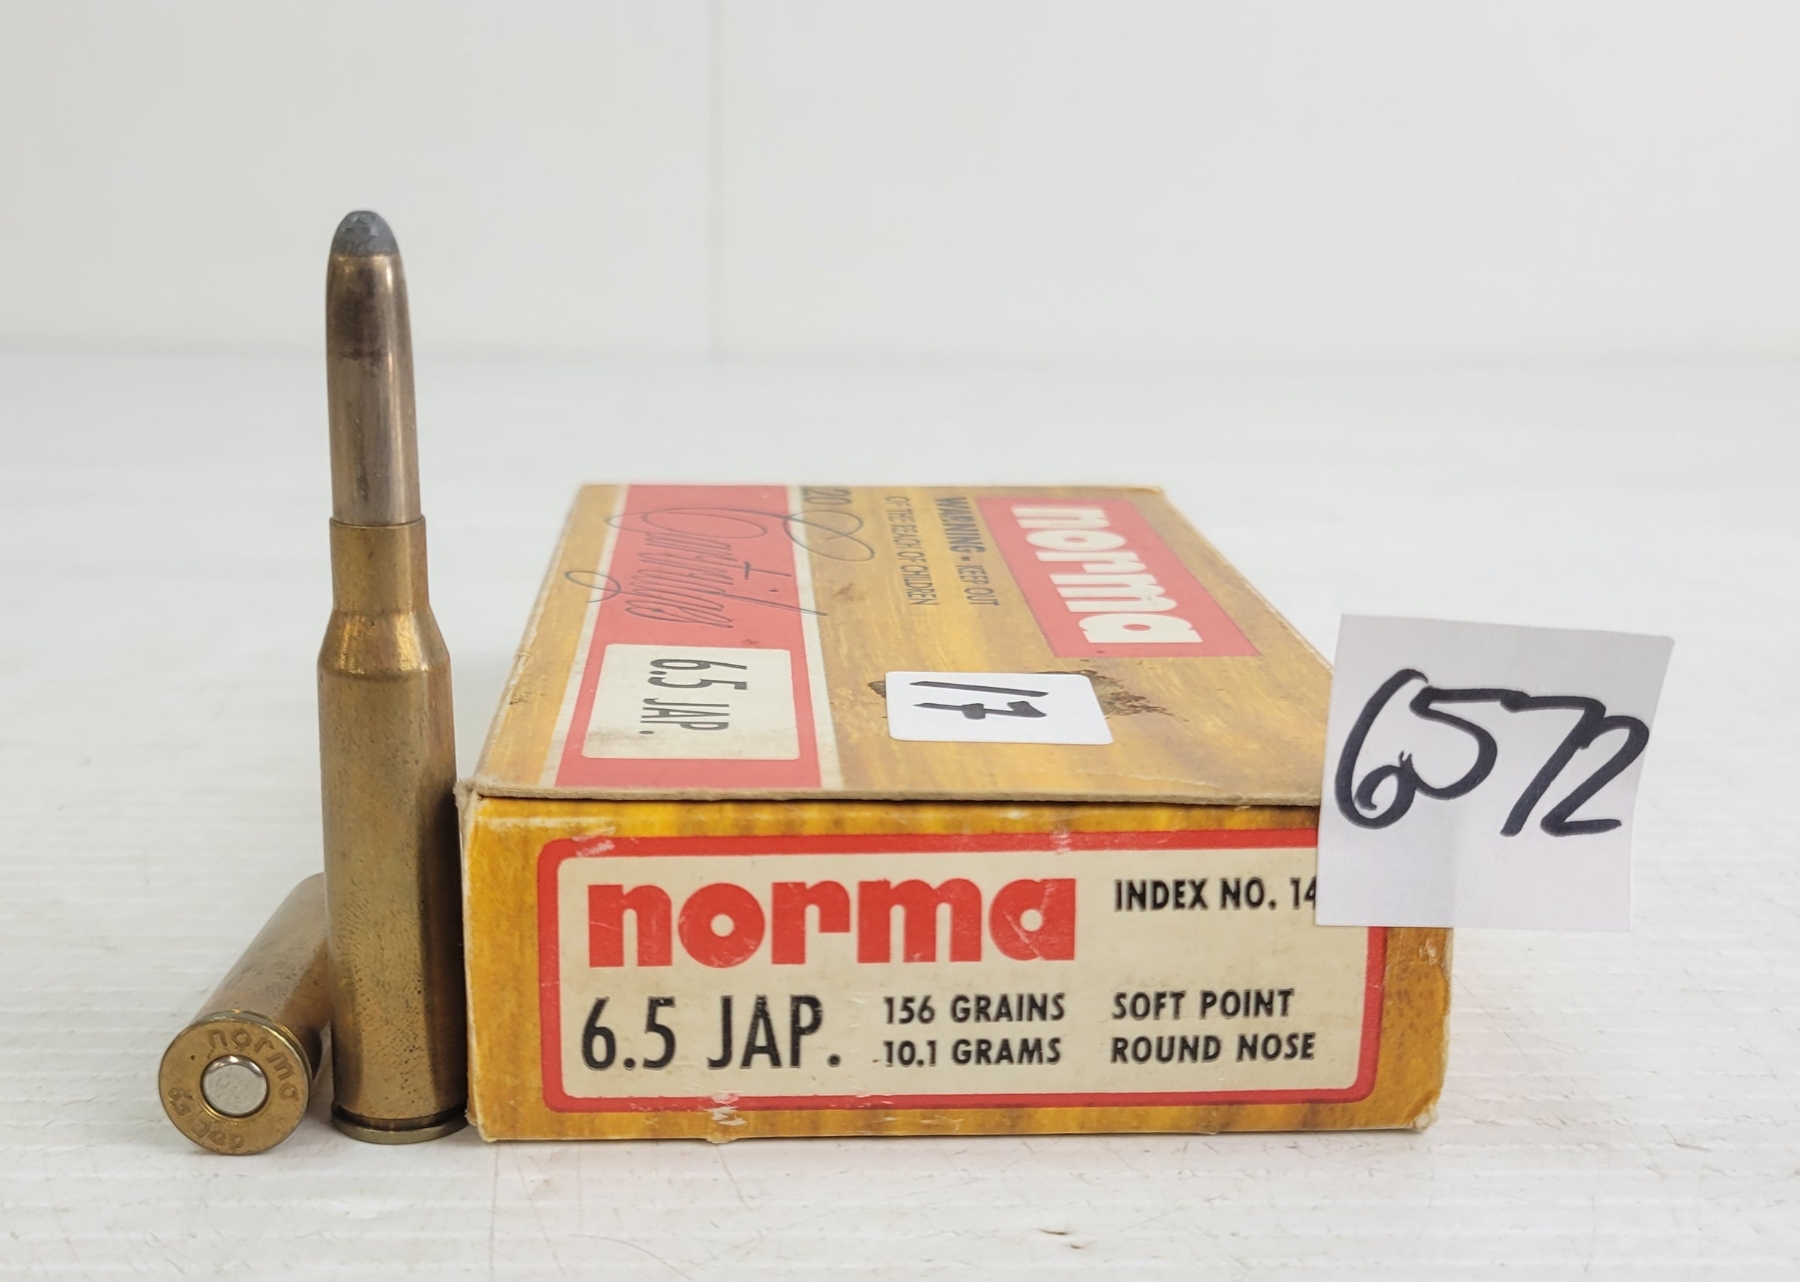 norma
WARNING - KEEP OUT
OF THE REACH OF CHILDREN
20
Cartridges
6.5 JAP.
17
6572
norma
INDEX NO. 14
6.5 JAP.
156 GRAINS
10.1 GRAMS
SOFT POINT
ROUND NOSE
norma
6.5 JAP